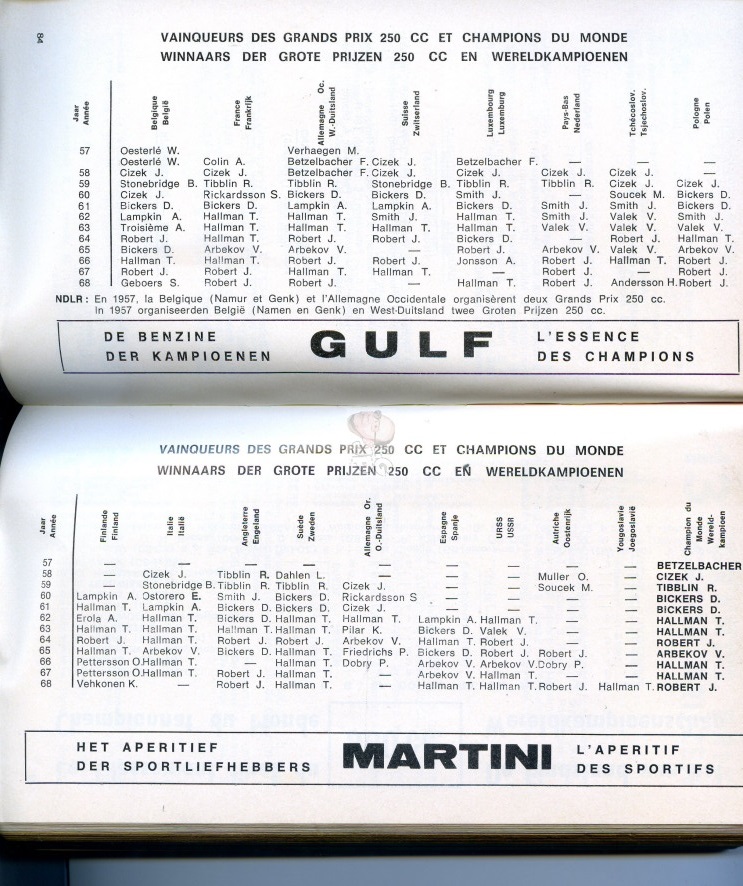 84
VAINQUEURS DES GRANDS PRIX 250 CC ET CHAMPIONS DU MONDE
WINNAARS DER GROTE PRIJZEN 250 CC EN WERELDKAMPIOENEN
Jaar Année | Belgique België | France Frankrijk | Allemagne Oc. W.-Duitsland | Suisse Zwitserland | Luxembourg Luxemburg | Pays-Bas Nederland | Tchécoslov. Tsjechoslov. | Pologne Polen
57 Oesterlé W. Verhaegen M.
Oesterlé W. Colin A. Betzelbacher F. Cizek J. Betzelbacher F. — — —
58 Cizek J. Cizek J. Cizek J. Cizek J. Cizek J. Cizek J. Cizek J. —
59 Stonebridge B. Tibblin R. Tibblin R. Stonebridge B. Tibblin R. Tibblin R. Cizek J. Cizek J.
60 Cizek J. Rickardsson S. Bickers D. Bickers D. Smith J. Soucek M. Bickers D.
61 Bickers D. Bickers D. Lampkin A. Lampkin A. Bickers D. Smith J. Smith J. Bickers D.
62 Lampkin A. Hallman T. Hallman T. Smith J. Hallman T. Smith J. Valek V. Smith J.
63 Troisième A. Hallman T. Hallman T. Hallman T. Hallman T. Valek V. Valek V. Valek V.
64 Robert J. Hallman T. Robert J. Robert J. Bickers D. — Robert J. Hallman T.
65 Bickers D. Arbekov V. Arbekov V. — Robert J. Arbekov V. Valek V. Arbekov V.
66 Hallman T. Hallman T. Robert J. Robert J. Jonsson A. Robert J. Hallman T. Robert J.
67 Robert J. Robert J. Hallman T. Hallman T. — Robert J. — Robert J.
68 Geboers S. Robert J. Robert J. — Hallman T. Robert J. Andersson H. Robert J.
NDLR : En 1957, la Belgique (Namur et Genk) et l'Allemagne Occidentale organisèrent deux Grands Prix 250 cc.
In 1957 organiseerden België (Namen en Genk) en West-Duitsland twee Groten Prijzen 250 cc.
DE BENZINE DER KAMPIOENEN
GULF
L'ESSENCE DES CHAMPIONS
VAINQUEURS DES GRANDS PRIX 250 CC ET CHAMPIONS DU MONDE
WINNAARS DER GROTE PRIJZEN 250 CC EN WERELDKAMPIOENEN
Jaar Année | Finlande Finland | Italie Italië | Angleterre Engeland | Suède Zweden | Allemagne Or. O.-Duitsland | Espagne Spanje | URSS USSR | Autriche Oostenrijk | Yougoslavie Joegoslavië | Champion du Monde Wereld-kampioen
57 — — — — — — — — — BETZELBACHER
58 — Cizek J. Tibblin R. Dahlen L. — — — Muller O. — CIZEK J.
59 — Stonebridge B. Tibblin R. Tibblin R. Cizek J. — — Soucek M. — TIBBLIN R.
60 Lampkin A. Ostorero E. Smith J. Bickers D. Rickardsson S — — — — BICKERS D.
61 Hallman T. Lampkin A. Bickers D. Bickers D. Cizek J. — — — BICKERS D.
62 Erola A. Hallman T. Bickers D. Hallman T. Hallman T. Lampkin A. Hallman T. — — HALLMAN T.
63 Hallman T. Hallman T. Hallman T. Hallman T. Pilar K. Bickers D. Valek V. — — HALLMAN T.
64 Robert J. Hallman T. Robert J. Robert J. Arbekov V. Hallman T. Robert J. — — ROBERT J.
65 Hallman T. Arbekov V. Bickers D. Hallman T. Friedrichs P. Bickers D. Robert J. Robert J. — ARBEKOV V.
66 Pettersson O. Hallman T. — Hallman T. Dobry P. Arbekov V. Arbekov V. Dobry P. — HALLMAN T.
67 Pettersson O. Hallman T. Robert J. Hallman T. — Arbekov V. Hallman T. — — HALLMAN T.
68 Vehkonen K. — Robert J. Hallman T. — Hallman T. Hallman T. Robert J. Hallman T. ROBERT J.
HET APERITIEF DER SPORTLIEFHEBBERS
MARTINI
L'APERITIF DES SPORTIFS